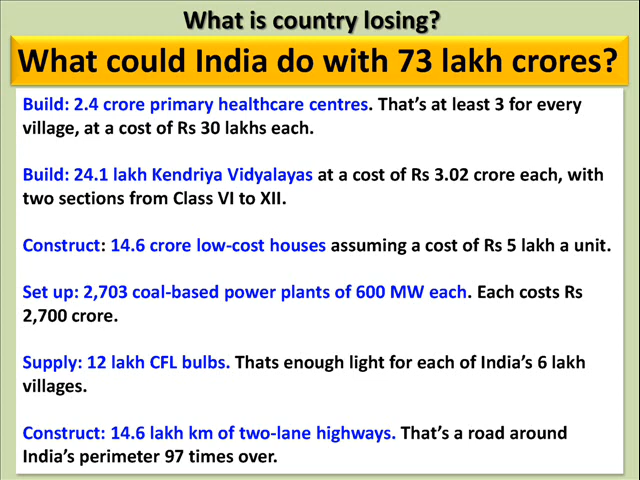 What is country losing?
What could India do with 73 lakh crores?
Build: 2.4 crore primary healthcare centres. That's at least 3 for every
village, at a cost of Rs 30 lakhs each.
Build: 24.1 lakh Kendriya Vidyalayas at a cost of Rs 3.02 crore each, with
two sections from Class VI to XII.
Construct: 14.6 crore low-cost houses assuming a cost of Rs 5 lakh a unit.
Set up: 2,703 coal-based power plants of 600 MW each. Each costs Rs
2,700 crore.
Supply: 12 lakh CFL bulbs. Thats enough light for each of India's 6 lakh
villages.
Construct: 14.6 lakh km of two-lane highways. That's a road around
India's perimeter 97 times over.